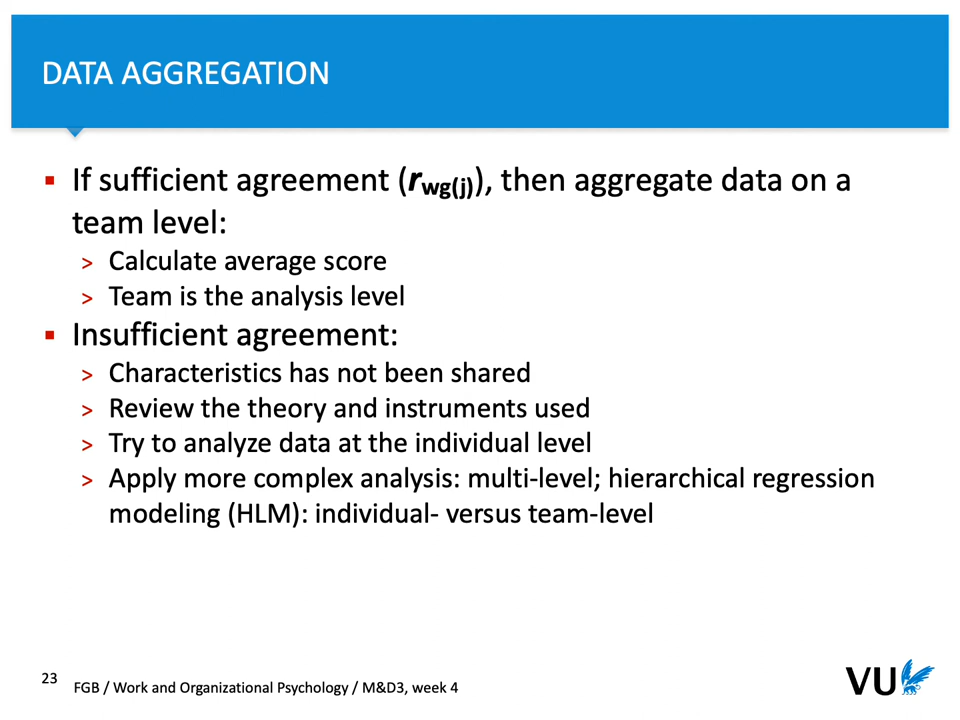 DATA AGGREGATION
▪ If sufficient agreement (r wg(j)), then aggregate data on a
team level:
> Calculate average score
> Team is the analysis level
▪ Insufficient agreement:
> Characteristics has not been shared
> Review the theory and instruments used
> Try to analyze data at the individual level
> Apply more complex analysis: multi-level; hierarchical regression
modeling (HLM): individual- versus team-level
23
FGB / Work and Organizational Psychology / M&D3, week 4
VU